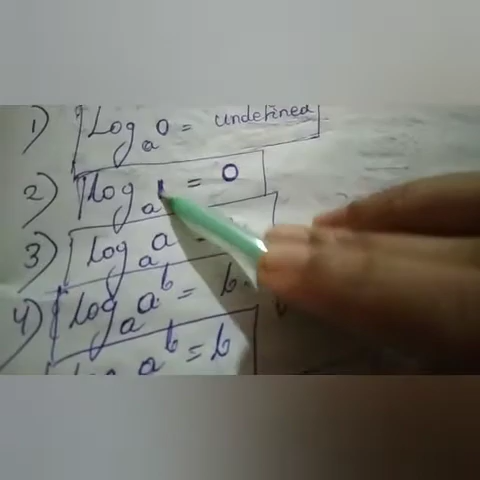 1) Log_a 0 = undefined
2) log_a 1 = 0
3) log_a a =
4) log_a a^b = b.
a^b = b